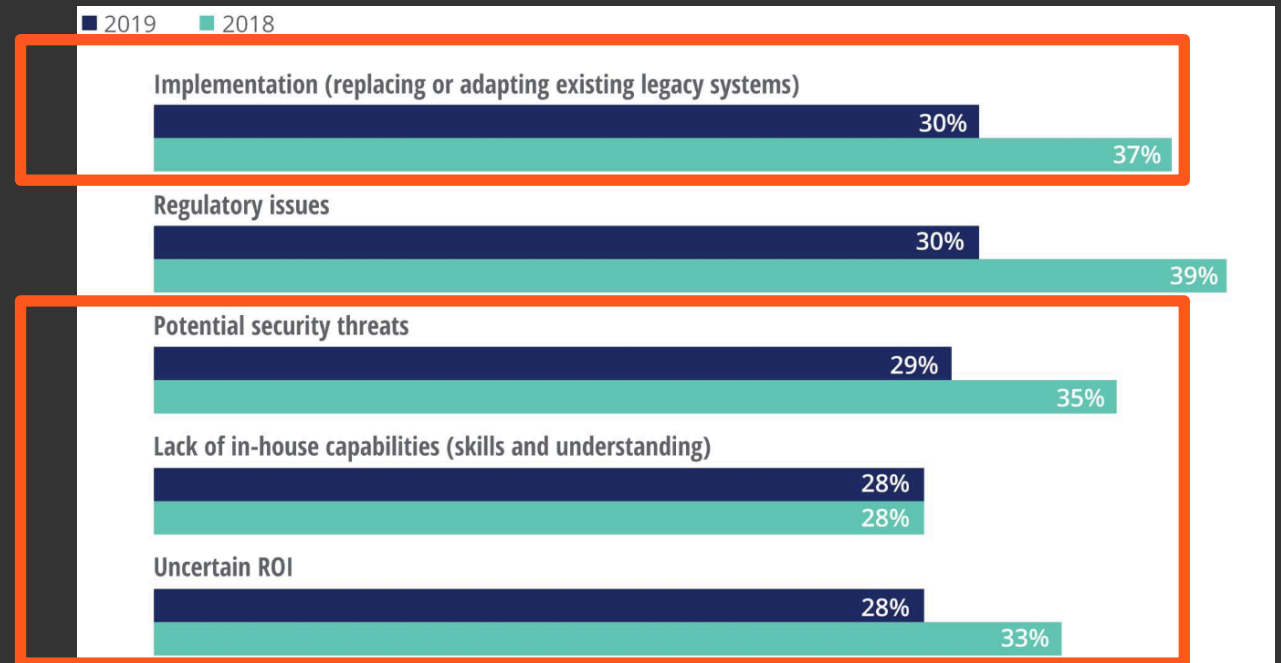 2019 2018
Implementation (replacing or adapting existing legacy systems)
30%
37%
Regulatory issues
30%
39%
Potential security threats
29%
35%
Lack of in-house capabilities (skills and understanding)
28%
28%
Uncertain ROI
28%
33%